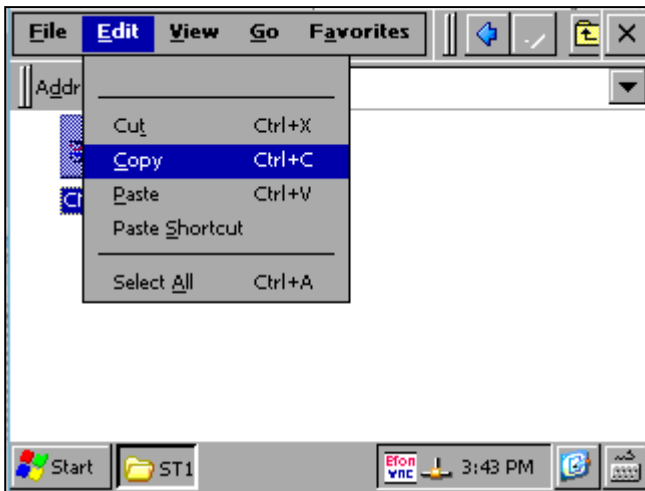 File Edit View Go Favorites
Addr
Cut Ctrl+X
Copy Ctrl+C
Paste Ctrl+V
Paste Shortcut
Select All Ctrl+A
Start ST1 Efon vnc 3:43 PM